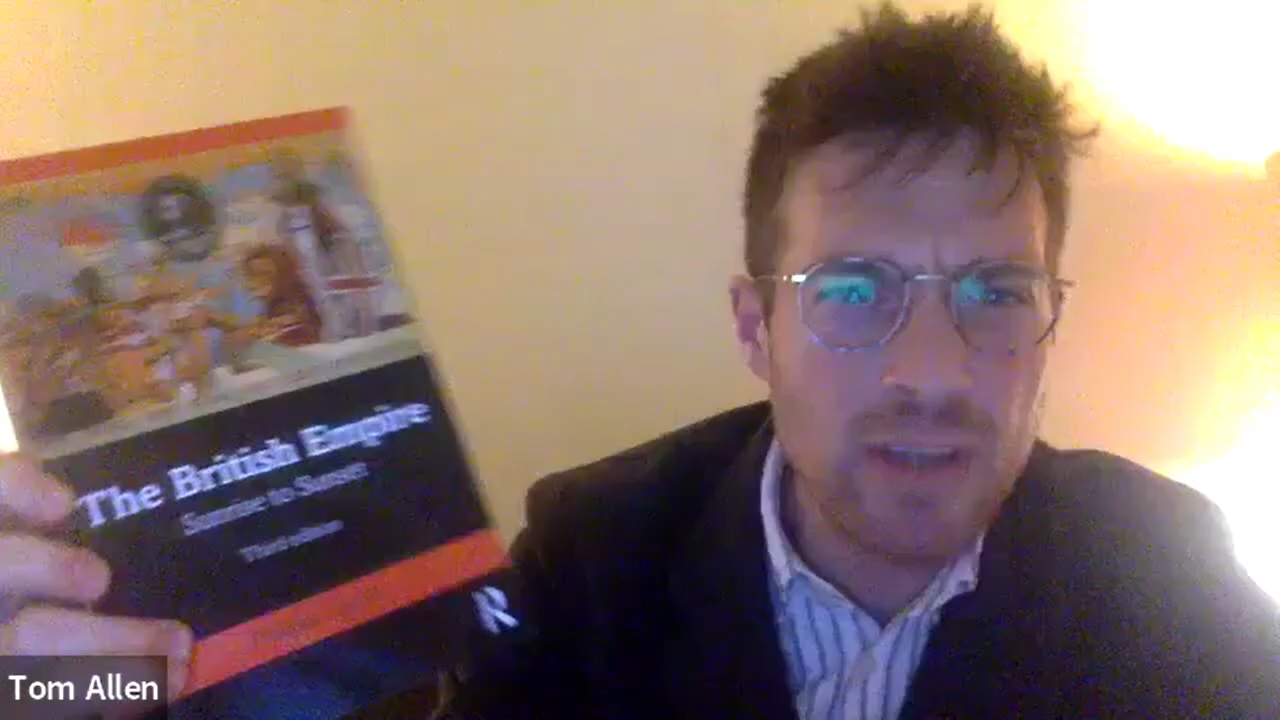 The British Empire
Sunrise to Sunset
Third edition
R
Tom Allen